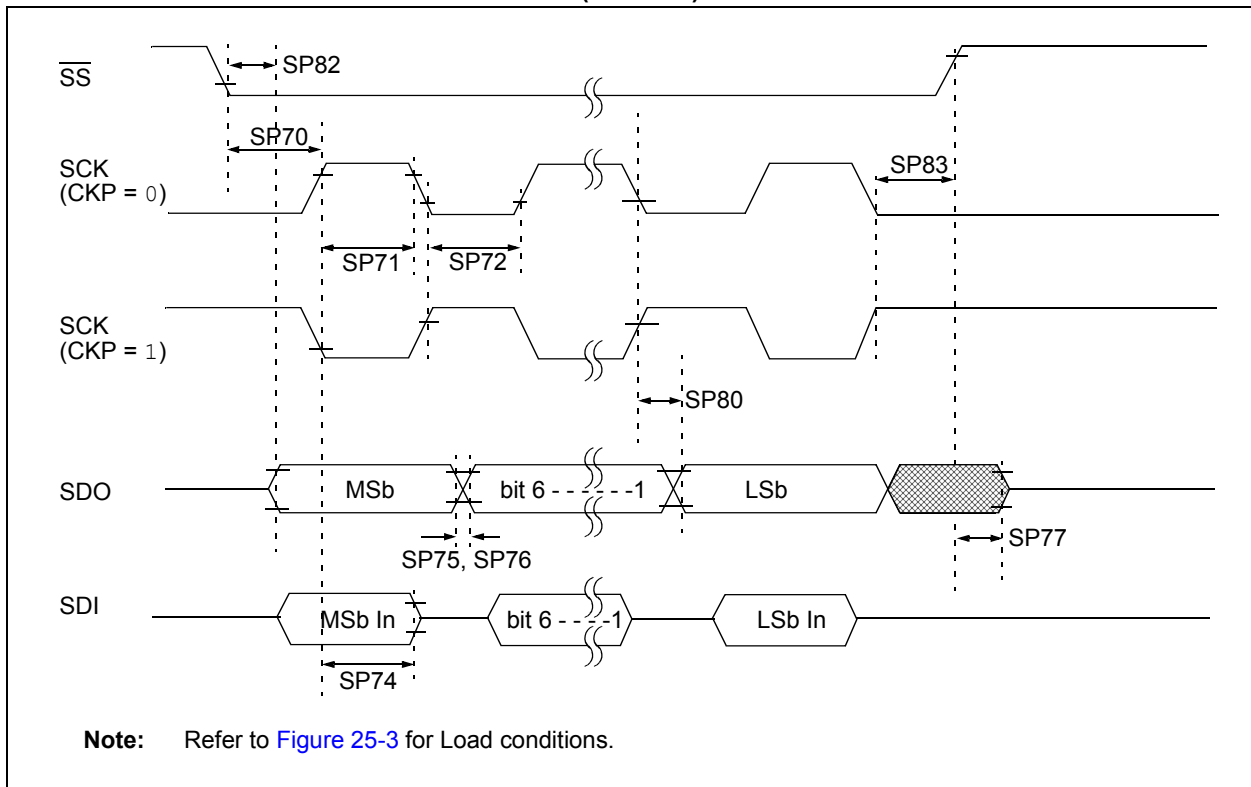 SS
SP82
SP70
SCK
(CKP = 0)
SP83
SP71
SP72
SCK
(CKP = 1)
SP80
SDO
MSb
bit 6 - - - - - -1
LSb
SP75, SP76
SP77
SDI
MSb In
bit 6 - - - -1
LSb In
SP74
Note: Refer to Figure 25-3 for Load conditions.